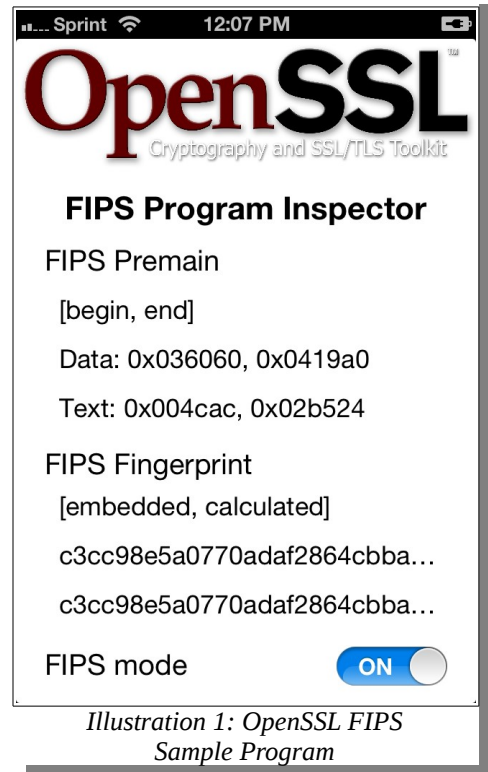 Sprint 12:07 PM
OpenSSL™
Cryptography and SSL/TLS Toolkit
FIPS Program Inspector
FIPS Premain
[begin, end]
Data: 0x036060, 0x0419a0
Text: 0x004cac, 0x02b524
FIPS Fingerprint
[embedded, calculated]
c3cc98e5a0770adaf2864cbba...
c3cc98e5a0770adaf2864cbba...
FIPS mode ON
Illustration 1: OpenSSL FIPS
Sample Program